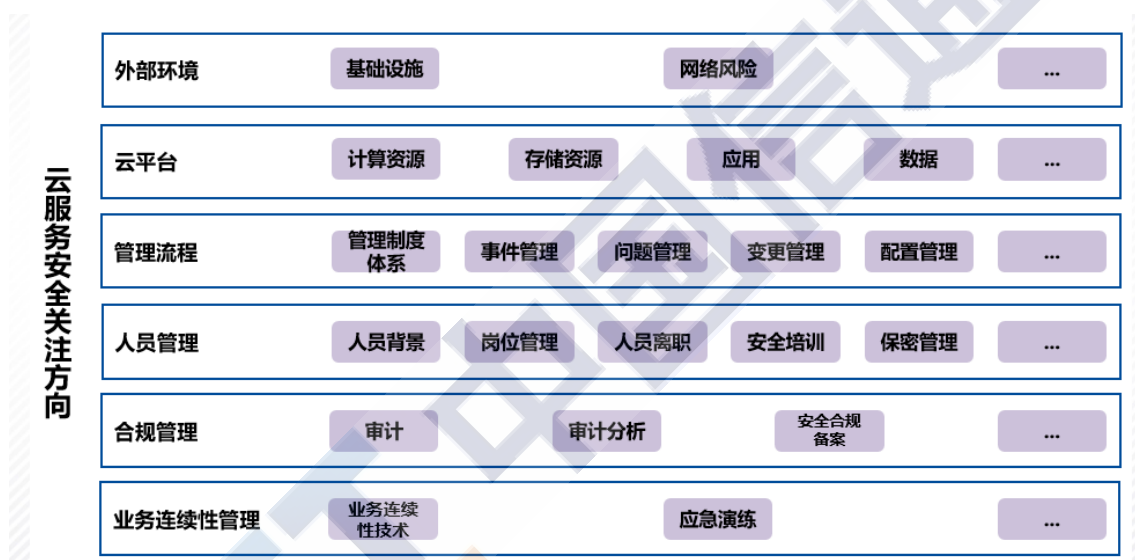 云服务安全关注方向
外部环境 基础设施 网络风险 ...
云平台 计算资源 存储资源 应用 数据 ...
管理流程 管理制度
体系 事件管理 问题管理 变更管理 配置管理 ...
人员管理 人员背景 岗位管理 人员离职 安全培训 保密管理 ...
合规管理 审计 审计分析 安全合规
备案 ...
业务连续性管理 业务连续
性技术 应急演练 ...
中国信通